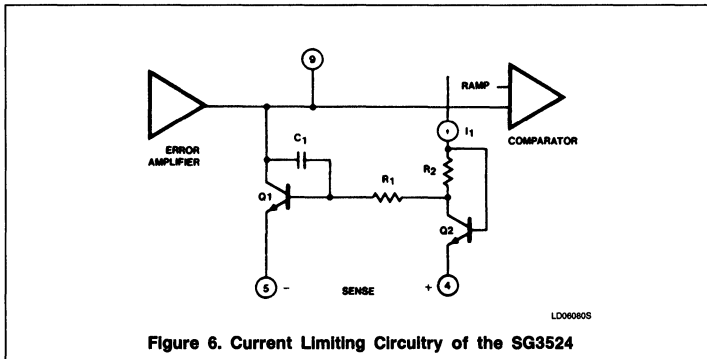 9
RAMP
I1
COMPARATOR
ERROR
AMPLIFIER
C1
R2
R1
Q1
Q2
5 − SENSE + 4
LD06080S
Figure 6. Current Limiting Circuitry of the SG3524